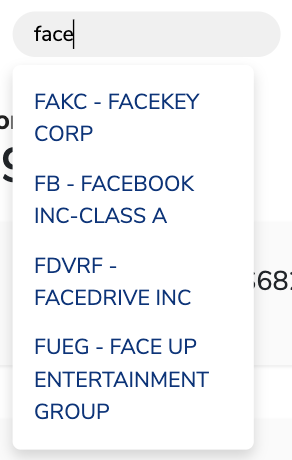 face
FAKC - FACEKEY
CORP
FB - FACEBOOK
INC-CLASS A
FDVRF -
FACEDRIVE INC
FUEG - FACE UP
ENTERTAINMENT
GROUP